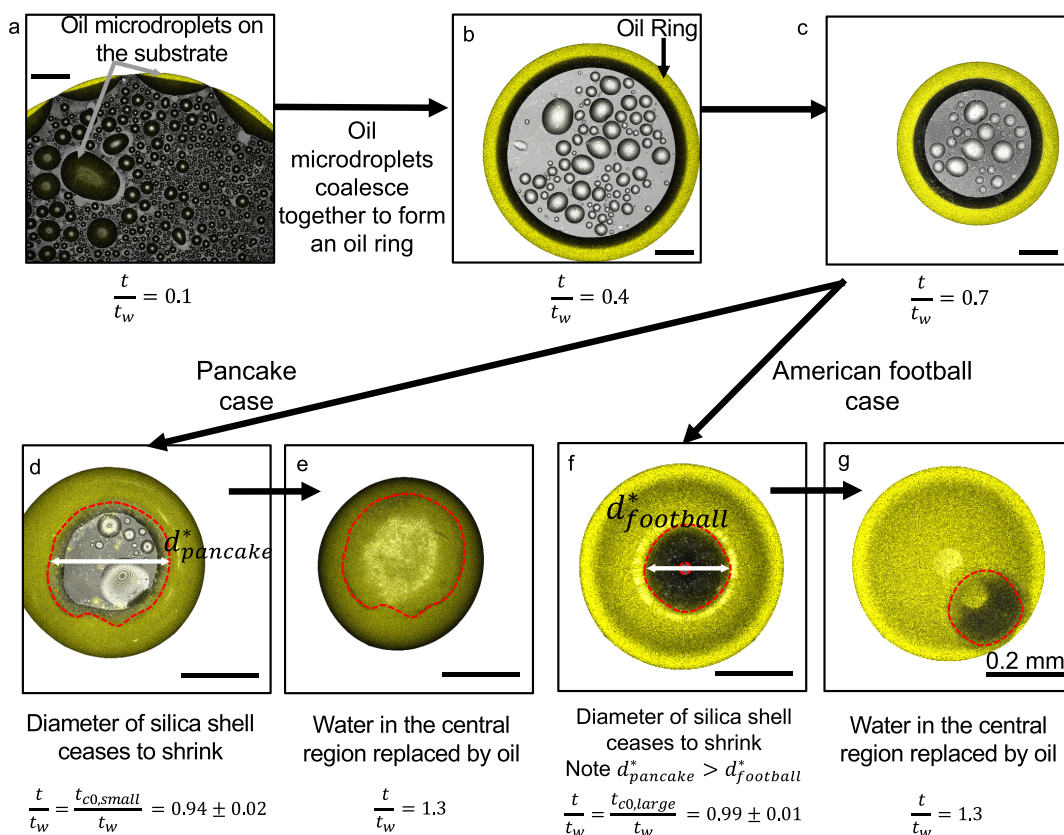 a
Oil microdroplets on
the substrate
Oil
microdroplets
coalesce
together to form
an oil ring
b
Oil Ring
c
t/t_w = 0.1
t/t_w = 0.4
t/t_w = 0.7
Pancake
case
American football
case
d
d*_pancake
e
f
d*_football
g
0.2 mm
Diameter of silica shell
ceases to shrink
t/t_w = t_c0,small/t_w = 0.94 ± 0.02
Water in the central
region replaced by oil
t/t_w = 1.3
Diameter of silica shell
ceases to shrink
Note d*_pancake > d*_football
t/t_w = t_c0,large/t_w = 0.99 ± 0.01
Water in the central
region replaced by oil
t/t_w = 1.3